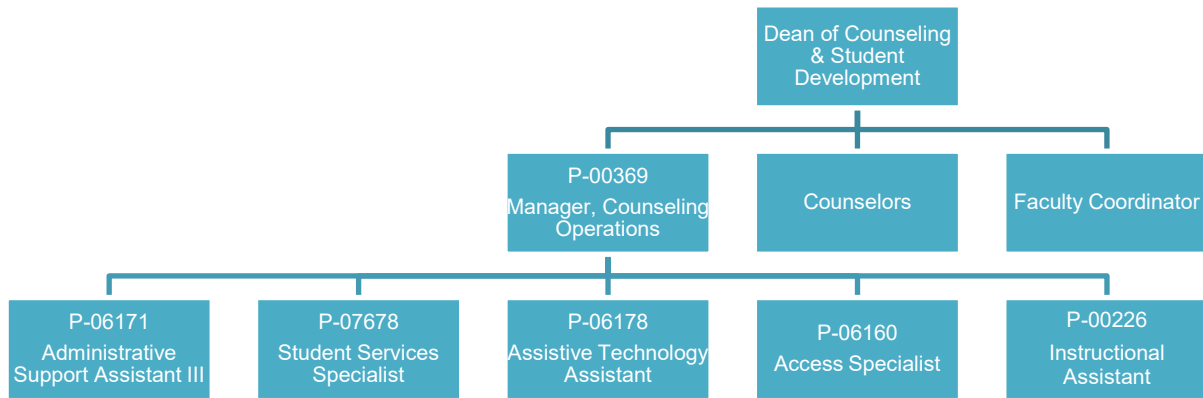 Dean of Counseling
& Student
Development
P-00369
Manager, Counseling
Operations
Counselors
Faculty Coordinator
P-06171
Administrative
Support Assistant III
P-07678
Student Services
Specialist
P-06178
Assistive Technology
Assistant
P-06160
Access Specialist
P-00226
Instructional
Assistant